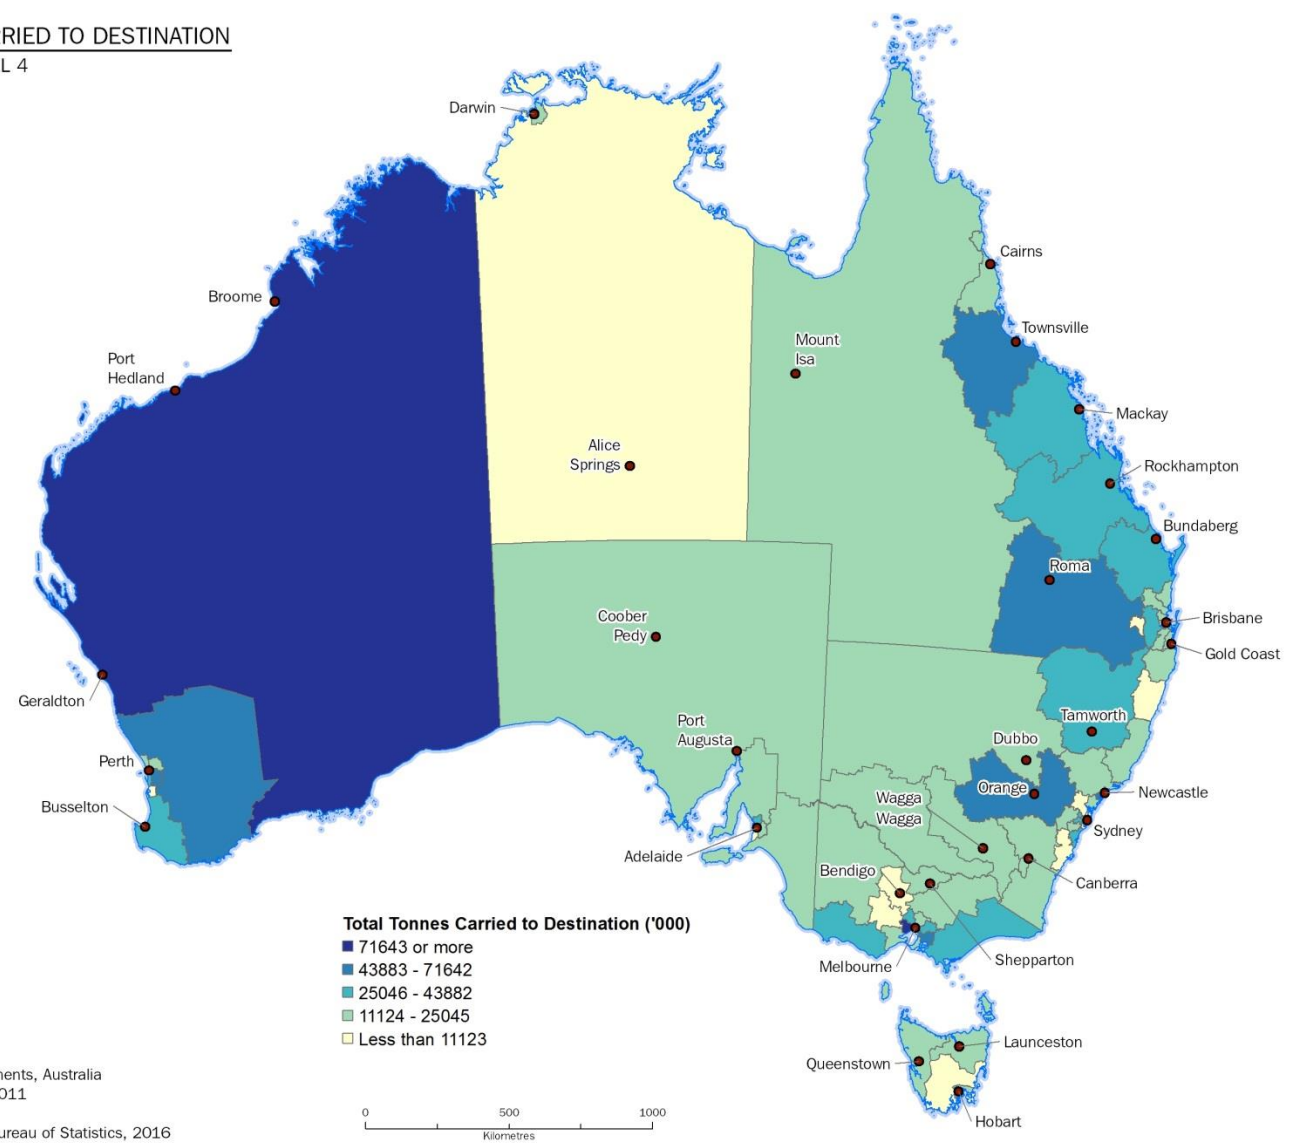 RRIED TO DESTINATION
L 4
Darwin
Cairns
Broome
Townsville
Mount
Isa
Port
Hedland
Mackay
Alice
Springs
Rockhampton
Bundaberg
Roma
Coober
Pedy
Brisbane
Gold Coast
Geraldton
Port
Augusta
Tamworth
Dubbo
Perth
Orange
Newcastle
Wagga
Wagga
Busselton
Sydney
Adelaide
Bendigo
Canberra
Total Tonnes Carried to Destination ('000)
71643 or more
43883 - 71642
25046 - 43882
11124 - 25045
Less than 11123
Melbourne
Shepparton
Launceston
Queenstown
Hobart
nents, Australia
011
ureau of Statistics, 2016
0 500 1000
Kilometres